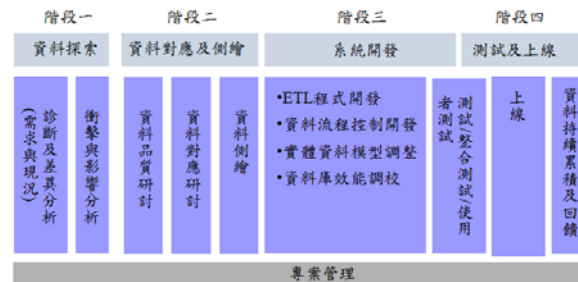 階段一
階段二
階段三
階段四
資料探索
資料對應及側繪
系統開發
測試及上線
診斷及差異分析
(需求與現況)
衝擊與影響分析
資料品質研討
資料對應研討
資料側繪
•ETL程式開發
•資料流程控制開發
•實體資料模型調整
•資料庫效能調校
測試/整合測試/使用
者測試
上線
資料持續累積及回饋
專案管理